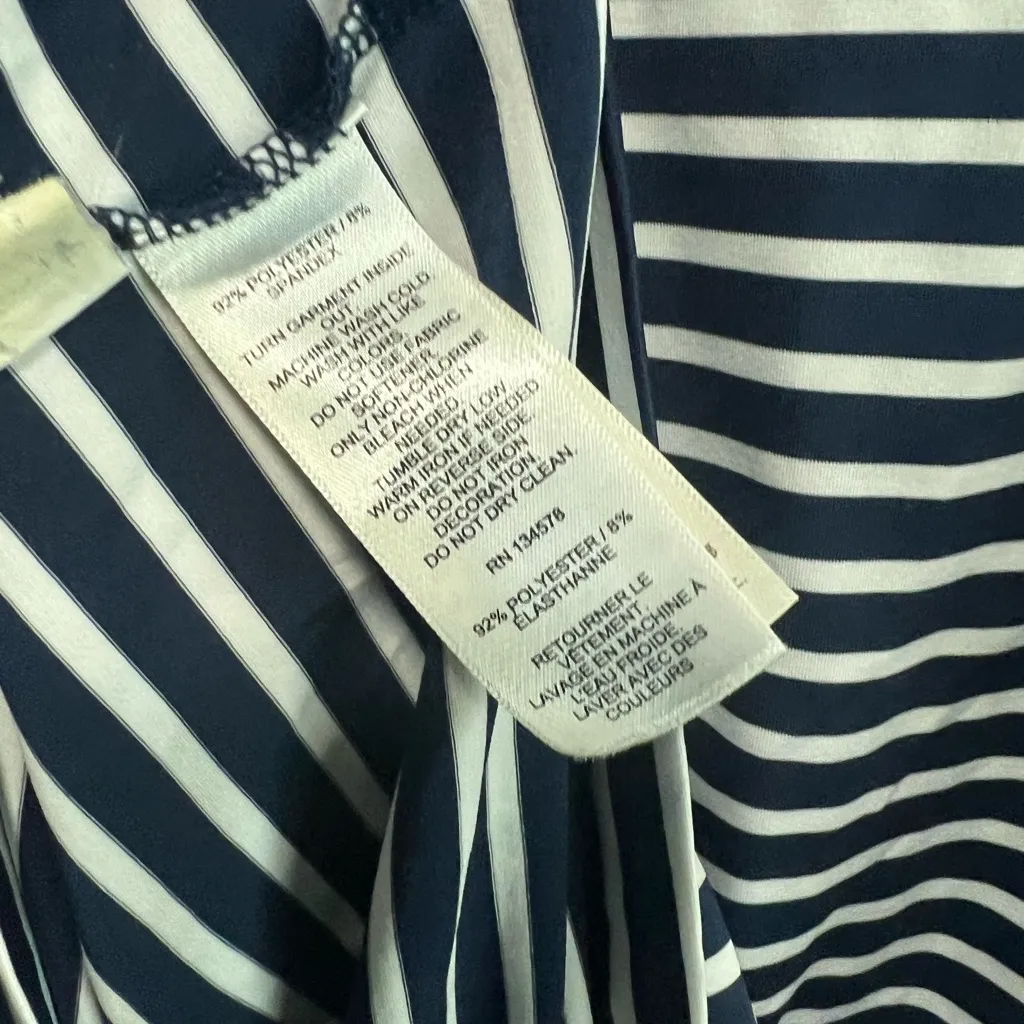 92% POLYESTER / 8%
SPANDEX
TURN GARMENT INSIDE
OUT
MACHINE WASH COLD
WASH WITH LIKE
COLORS
DO NOT USE FABRIC
SOFTENER
ONLY NON-CHLORINE
BLEACH WHEN
NEEDED
TUMBLE DRY LOW
WARM IRON IF NEEDED
ON REVERSE SIDE.
DO NOT IRON
DECORATION
DO NOT DRY CLEAN.
RN 134576
92% POLYESTER / 8%
ELASTHANNE
RETOURNER LE
VÊTEMENT
LAVAGE EN MACHINE À
L'EAU FROIDE.
LAVER AVEC DES
COULEURS